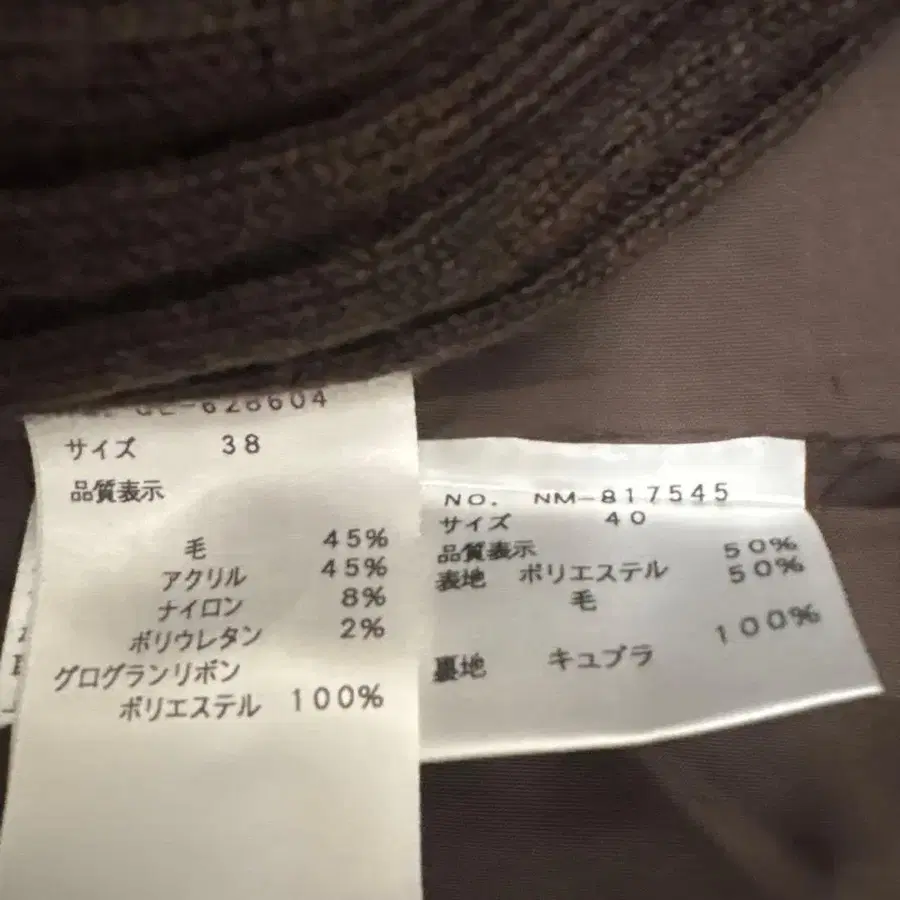 628604
サイズ 38
品質表示
毛 45%
アクリル 45%
ナイロン 8%
ポリウレタン 2%
グログランリボン
ポリエステル 100%
NO. NM-817545
サイズ 40
品質表示
表地 ポリエステル 50%
毛 50%
裏地 キュプラ 100%